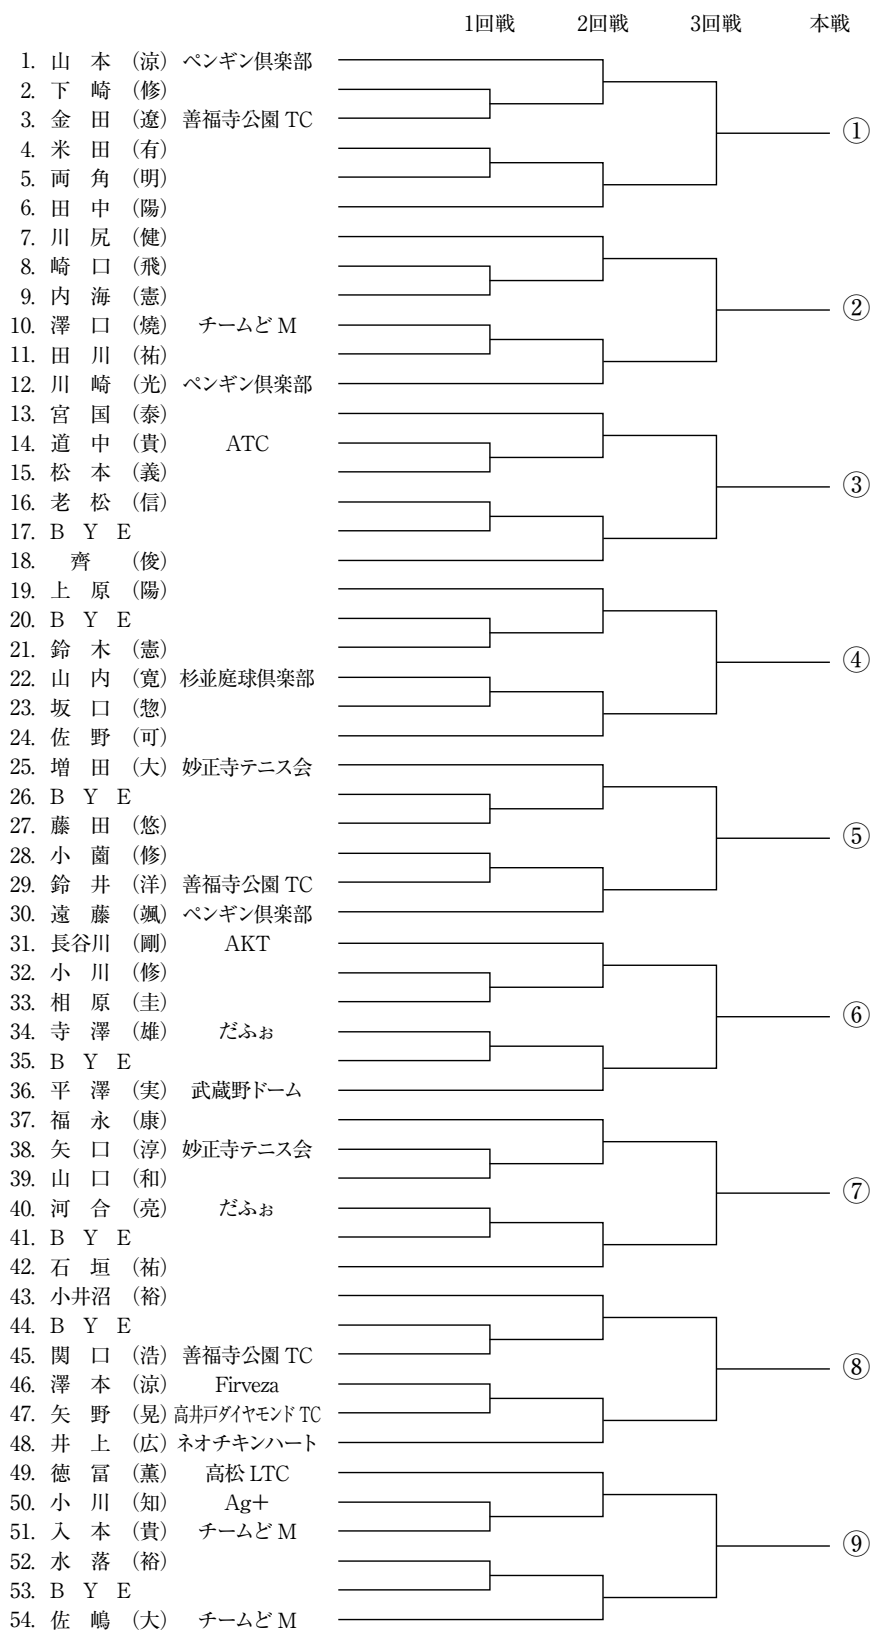 1回戦 2回戦 3回戦 本戦
1. 山 本 （涼） ペンギン倶楽部
2. 下 崎 （修）
3. 金 田 （遼） 善福寺公園 TC
①
4. 米 田 （有）
5. 両 角 （明）
6. 田 中 （陽）
7. 川 尻 （健）
8. 崎 口 （飛）
9. 内 海 （憲）
②
10. 澤 口 （燒） チームど M
11. 田 川 （祐）
12. 川 崎 （光） ペンギン倶楽部
13. 宮 国 （泰）
14. 道 中 （貴） ATC
15. 松 本 （義）
③
16. 老 松 （信）
17. B Y E
18. 齊 （俊）
19. 上 原 （陽）
20. B Y E
21. 鈴 木 （憲）
④
22. 山 内 （寛） 杉並庭球倶楽部
23. 坂 口 （惣）
24. 佐 野 （可）
25. 増 田 （大） 妙正寺テニス会
26. B Y E
27. 藤 田 （悠）
⑤
28. 小 薗 （修）
29. 鈴 井 （洋） 善福寺公園 TC
30. 遠 藤 （颯） ペンギン倶楽部
31. 長谷川 （剛） AKT
32. 小 川 （修）
33. 相 原 （圭）
⑥
34. 寺 澤 （雄） だふぉ
35. B Y E
36. 平 澤 （実） 武蔵野ドーム
37. 福 永 （康）
38. 矢 口 （淳） 妙正寺テニス会
39. 山 口 （和）
⑦
40. 河 合 （亮） だふぉ
41. B Y E
42. 石 垣 （祐）
43. 小井沼 （裕）
44. B Y E
45. 関 口 （浩） 善福寺公園 TC
⑧
46. 澤 本 （涼） Firveza
47. 矢 野 （晃） 高井戸ダイヤモンド TC
48. 井 上 （広） ネオチキンハート
49. 徳 冨 （薫） 高松 LTC
50. 小 川 （知） Ag＋
51. 入 本 （貴） チームど M
⑨
52. 水 落 （裕）
53. B Y E
54. 佐 嶋 （大） チームど M